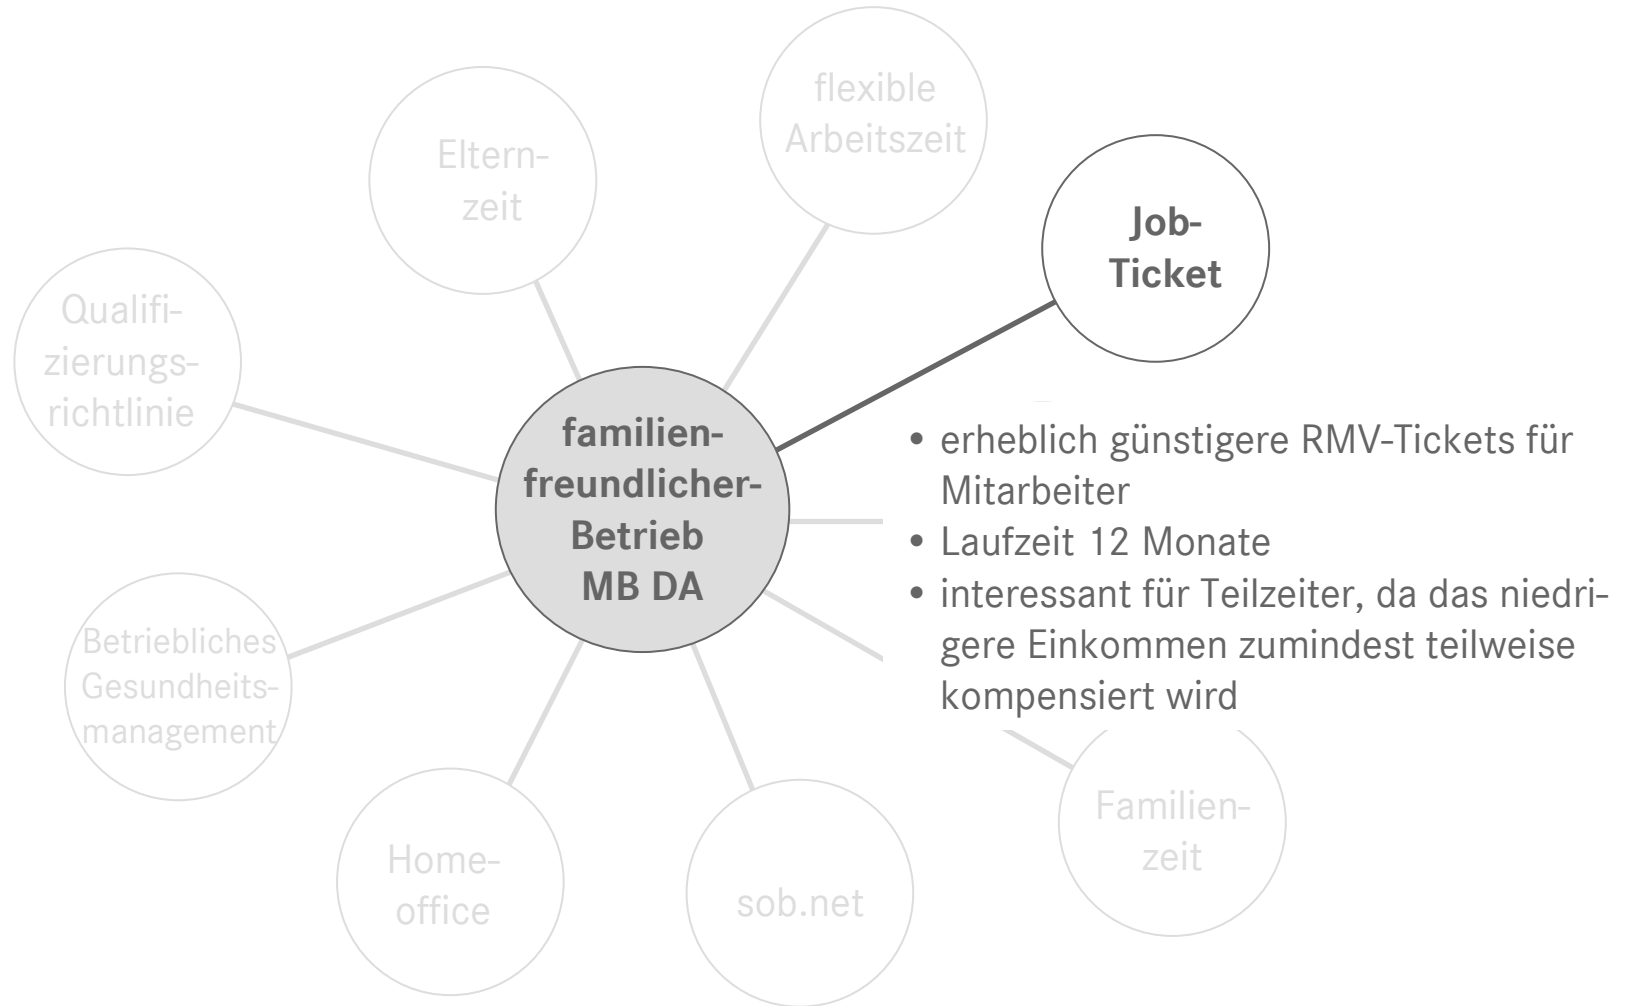 flexible
Arbeitszeit
Eltern-
zeit
Job-
Ticket
Qualifi-
zierungs-
richtlinie
familien-
freundlicher-
Betrieb
MB DA
• erheblich günstigere RMV-Tickets für
Mitarbeiter
• Laufzeit 12 Monate
• interessant für Teilzeiter, da das niedri-
gere Einkommen zumindest teilweise
kompensiert wird
Betriebliches
Gesundheits-
management
Familien-
zeit
Home-
office
sob.net